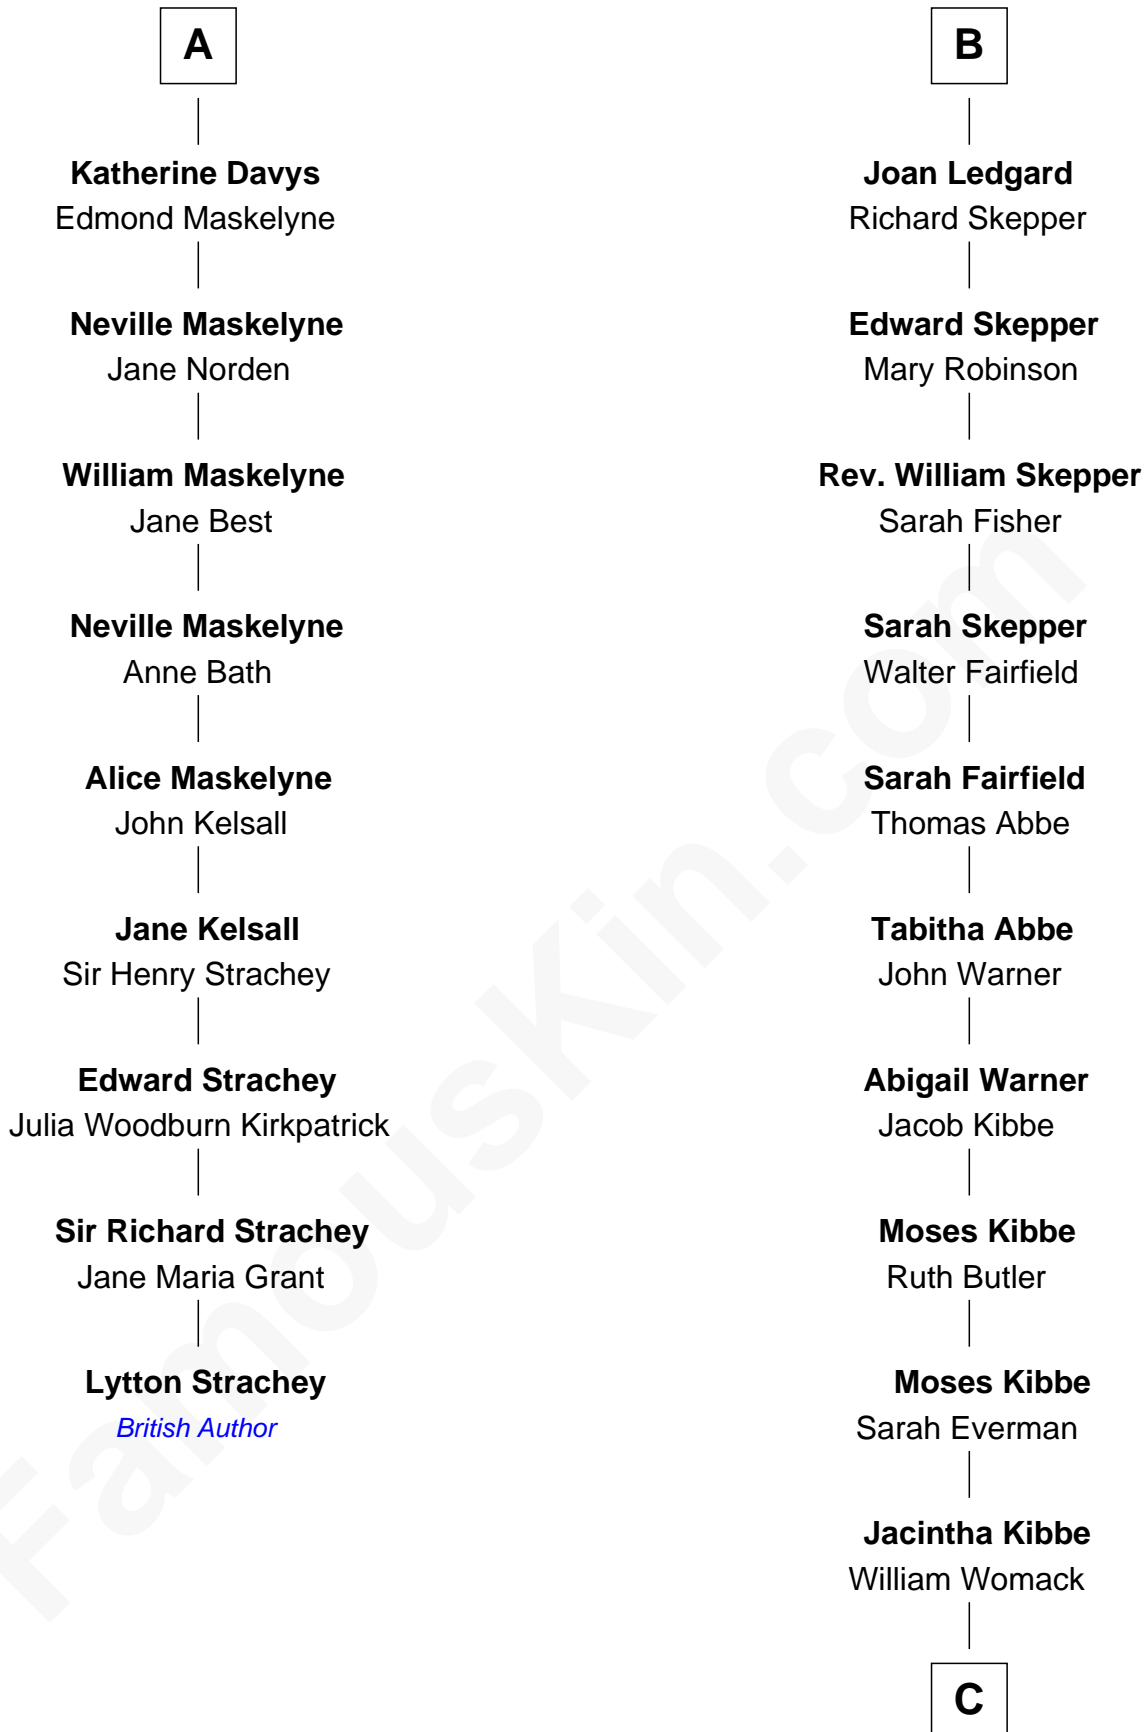 A
Katherine Davys
Edmond Maskelyne
Neville Maskelyne
Jane Norden
William Maskelyne
Jane Best
Neville Maskelyne
Anne Bath
Alice Maskelyne
John Kelsall
Jane Kelsall
Sir Henry Strachey
Edward Strachey
Julia Woodburn Kirkpatrick
Sir Richard Strachey
Jane Maria Grant
Lytton Strachey
British Author
B
Joan Ledgard
Richard Skepper
Edward Skepper
Mary Robinson
Rev. William Skepper
Sarah Fisher
Sarah Skepper
Walter Fairfield
Sarah Fairfield
Thomas Abbe
Tabitha Abbe
John Warner
Abigail Warner
Jacob Kibbe
Moses Kibbe
Ruth Butler
Moses Kibbe
Sarah Everman
Jacintha Kibbe
William Womack
C
FamousKin.com